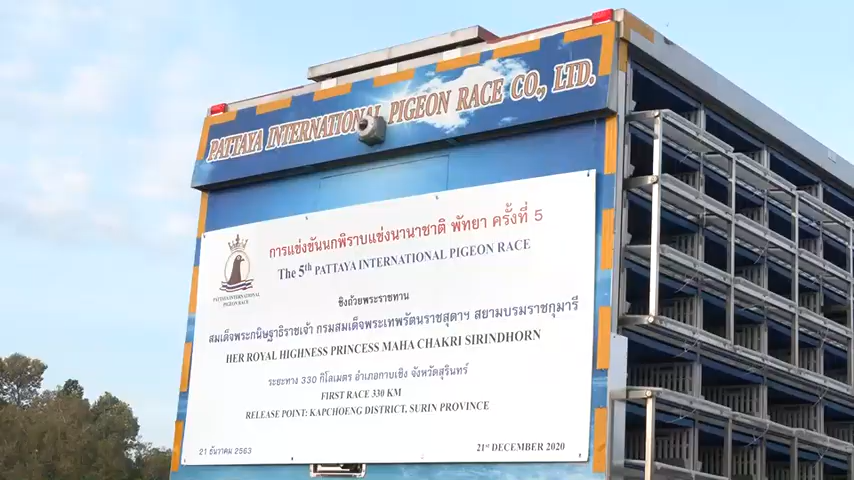 PATTAYA INTERNATIONAL PIGEON RACE CO., LTD.
การแข่งขันนกพิราบแข่งนานาชาติ พัทยา ครั้งที่ 5
The 5th PATTAYA INTERNATIONAL PIGEON RACE
PATTAYA INTERNATIONAL
PIGEON RACE
ชิงถ้วยพระราชทาน
สมเด็จพระกนิษฐาธิราชเจ้า กรมสมเด็จพระเทพรัตนราชสุดาฯ สยามบรมราชกุมารี
HER ROYAL HIGHNESS PRINCESS MAHA CHAKRI SIRINDHORN
ระยะทาง 330 กิโลเมตร อำเภอกาบเชิง จังหวัดสุรินทร์
FIRST RACE 330 KM
RELEASE POINT: KAPCHOENG DISTRICT, SURIN PROVINCE
21 ธันวาคม 2563
21st DECEMBER 2020